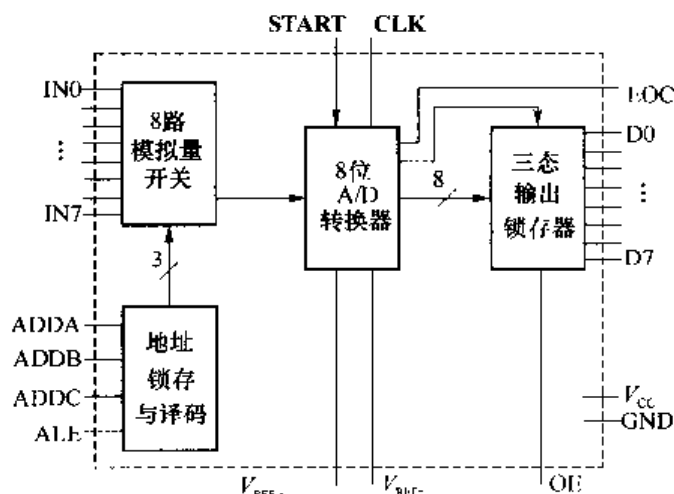 START CLK
IN0
8路
模拟量
开关
IN7
3
8位
A/D
转换器
8
三态
输出
锁存器
EOC
D0
D7
ADDA
ADDB
ADDC
ALE
地址
锁存
与译码
V_CC
GND
OE